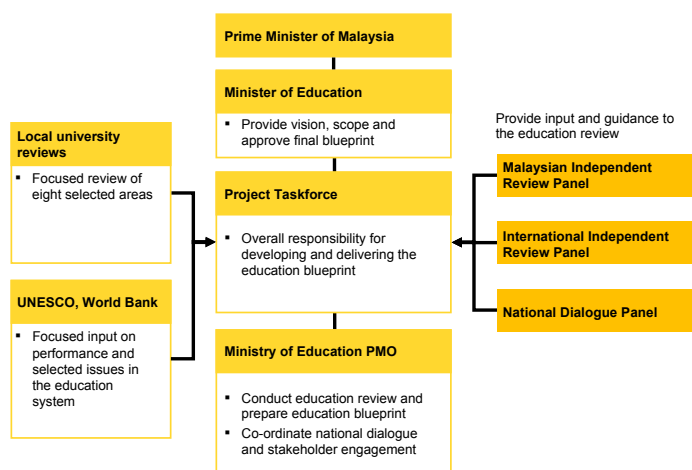 Prime Minister of Malaysia
Minister of Education
▪ Provide vision, scope and
approve final blueprint
Local university
reviews
▪ Focused review of
eight selected areas
UNESCO, World Bank
▪ Focused input on
performance and
selected issues in
the education
system
Project Taskforce
▪ Overall responsibility for
developing and delivering the
education blueprint
Ministry of Education PMO
▪ Conduct education review and
prepare education blueprint
▪ Co-ordinate national dialogue
and stakeholder engagement
Provide input and guidance to
the education review
Malaysian Independent
Review Panel
International Independent
Review Panel
National Dialogue Panel